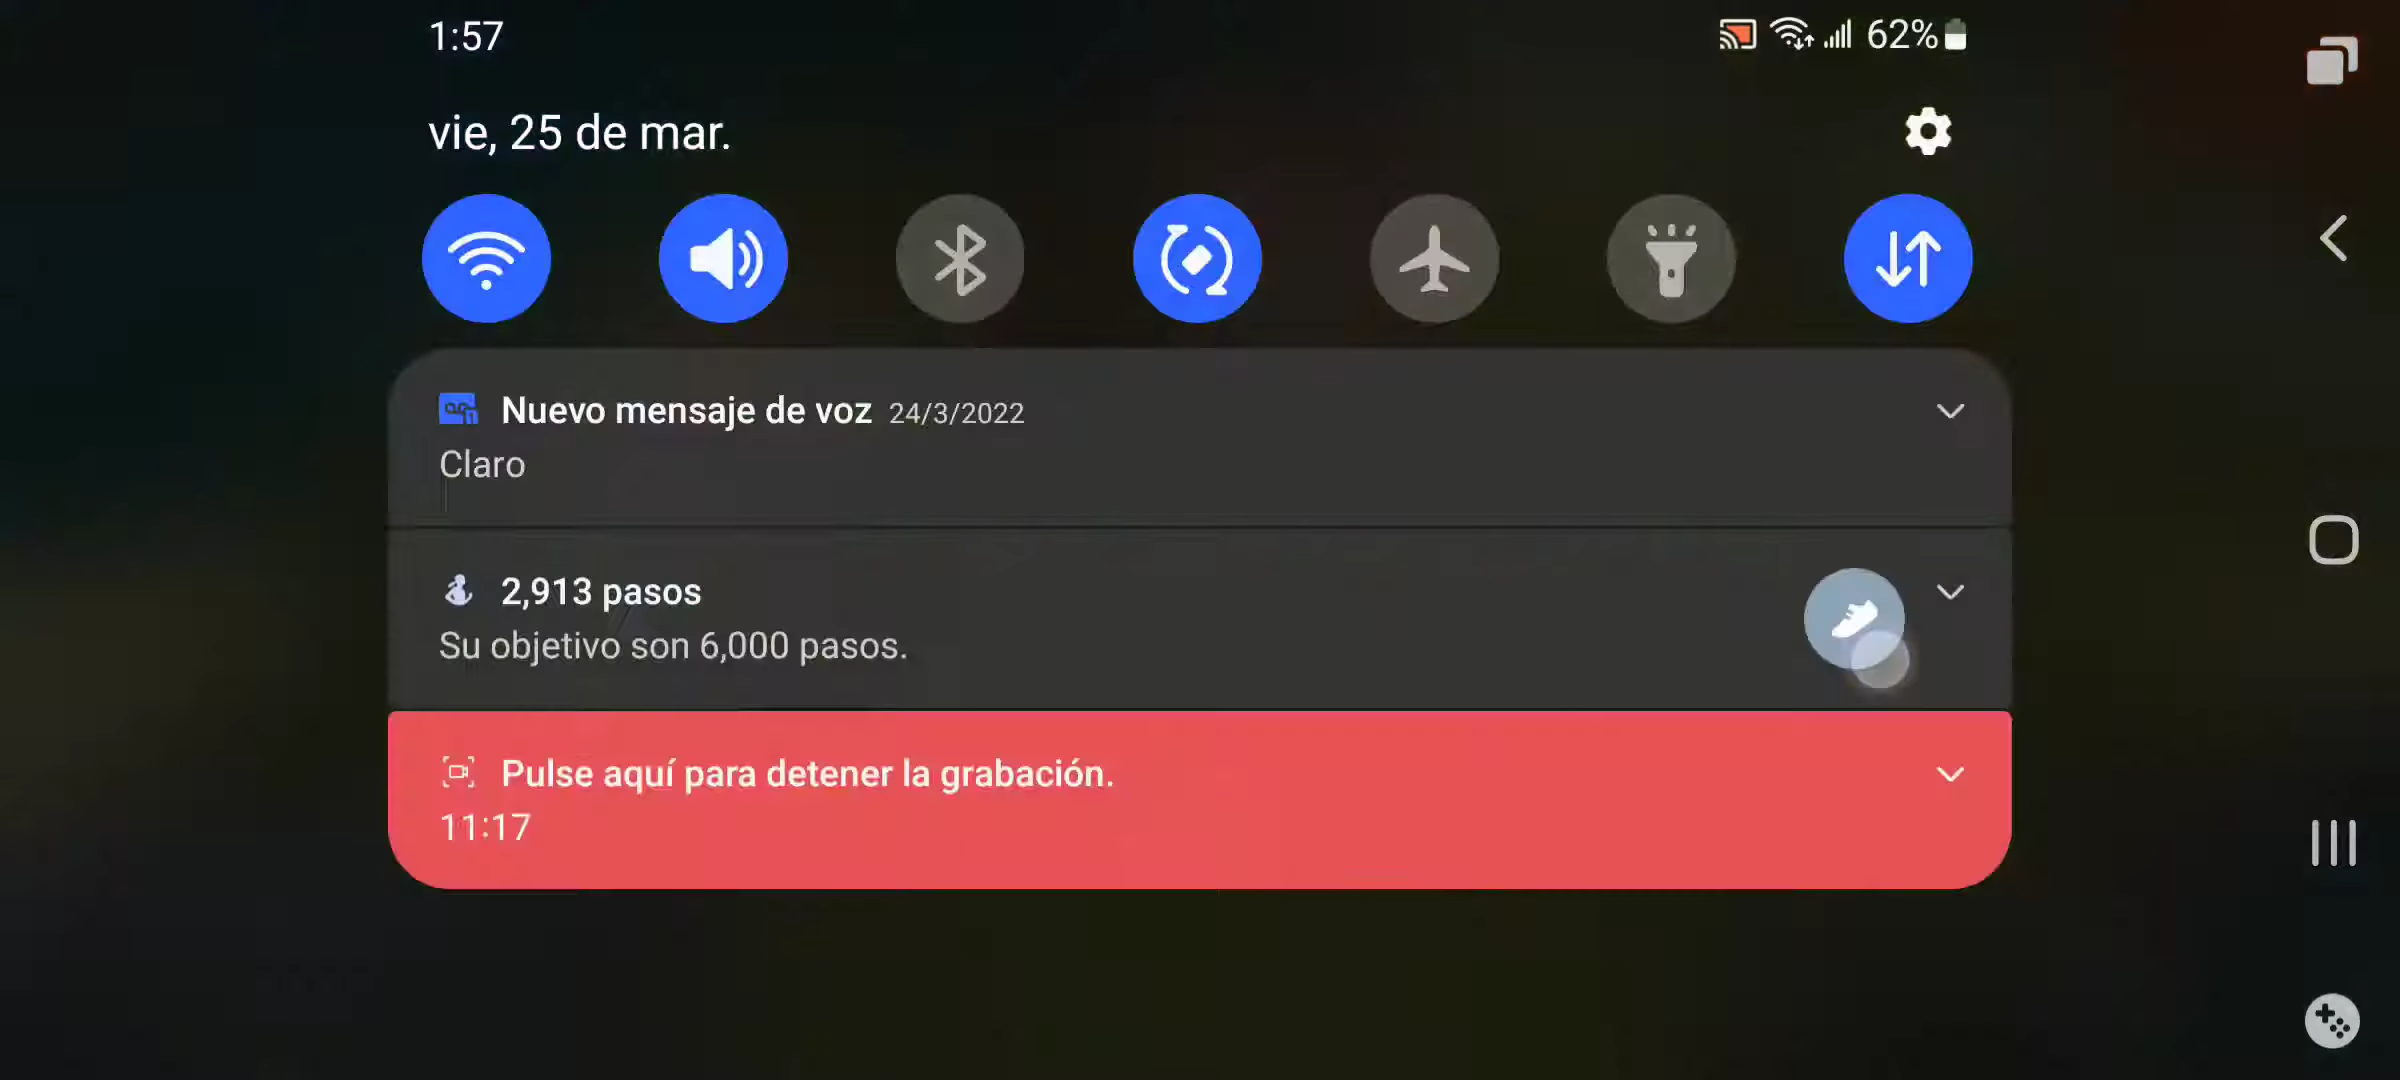 1:57
62%
vie, 25 de mar.
Nuevo mensaje de voz 24/3/2022
Claro
2,913 pasos
Su objetivo son 6,000 pasos.
Pulse aquí para detener la grabación.
11:17